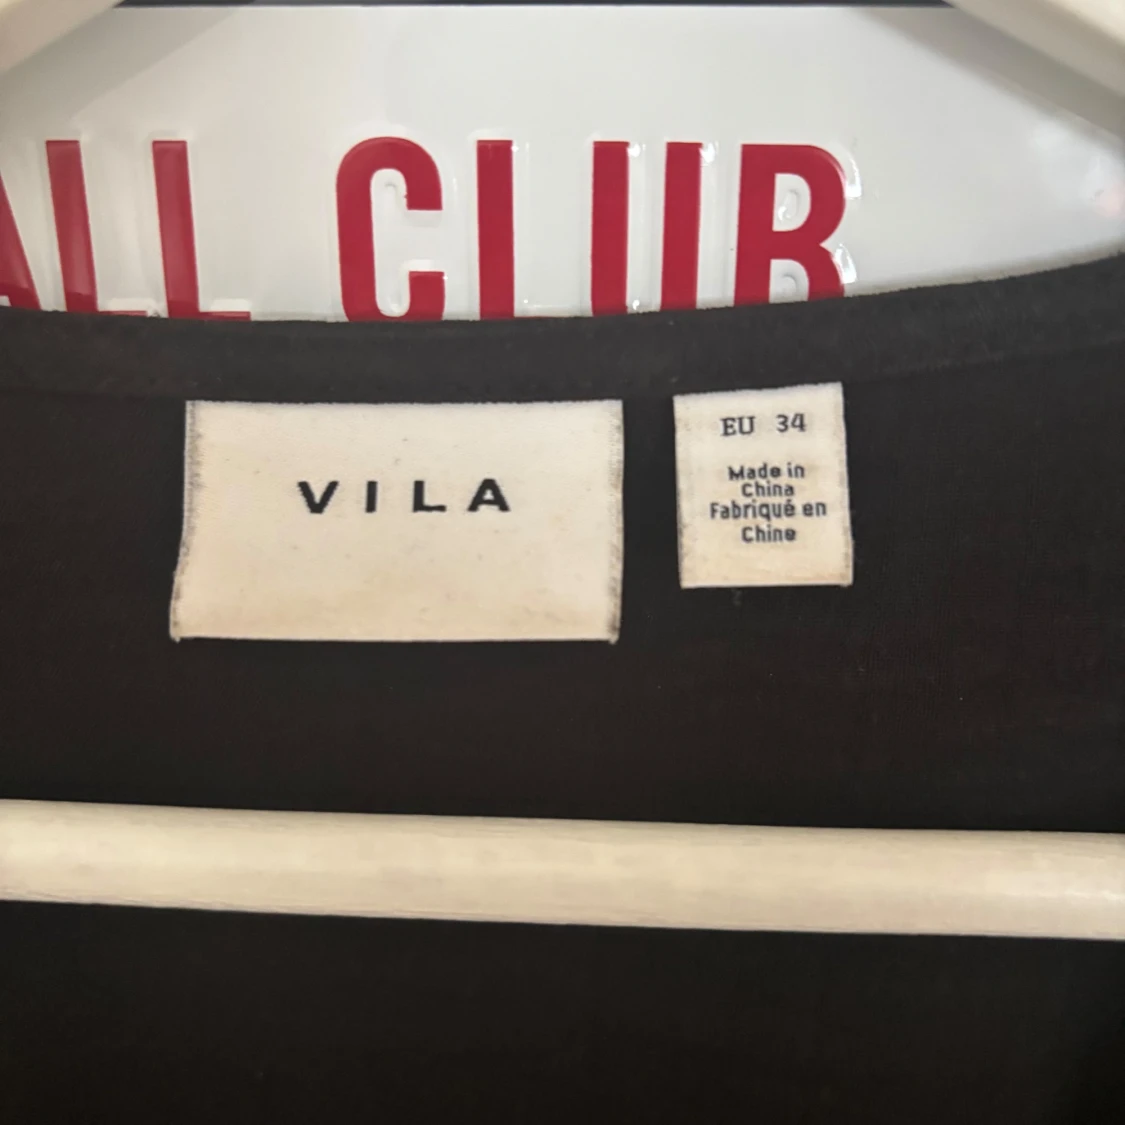 ALL CLUB
VILA
EU 34
Made in
China
Fabriqué en
Chine